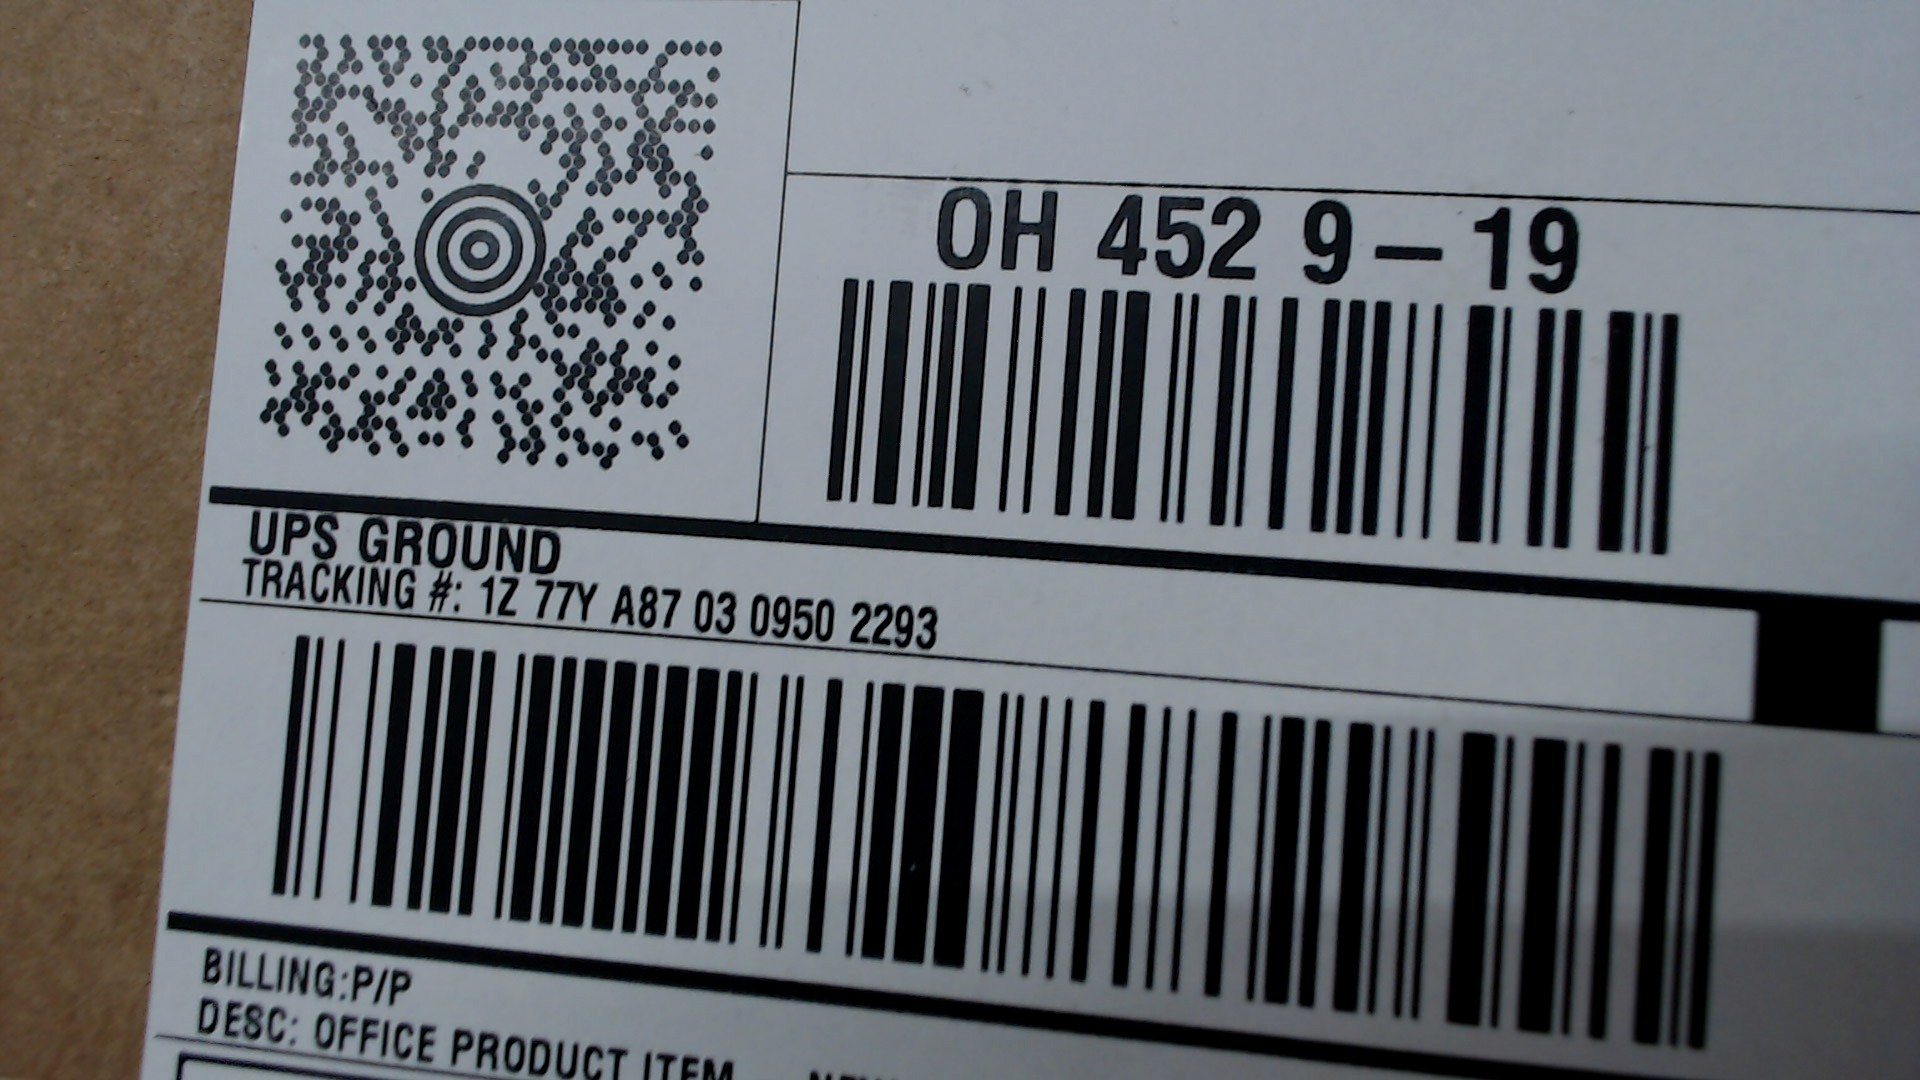 OH 452 9-19
UPS GROUND
TRACKING #: 1Z 77Y A87 03 0950 2293
BILLING:P/P
DESC: OFFICE PRODUCT ITEM